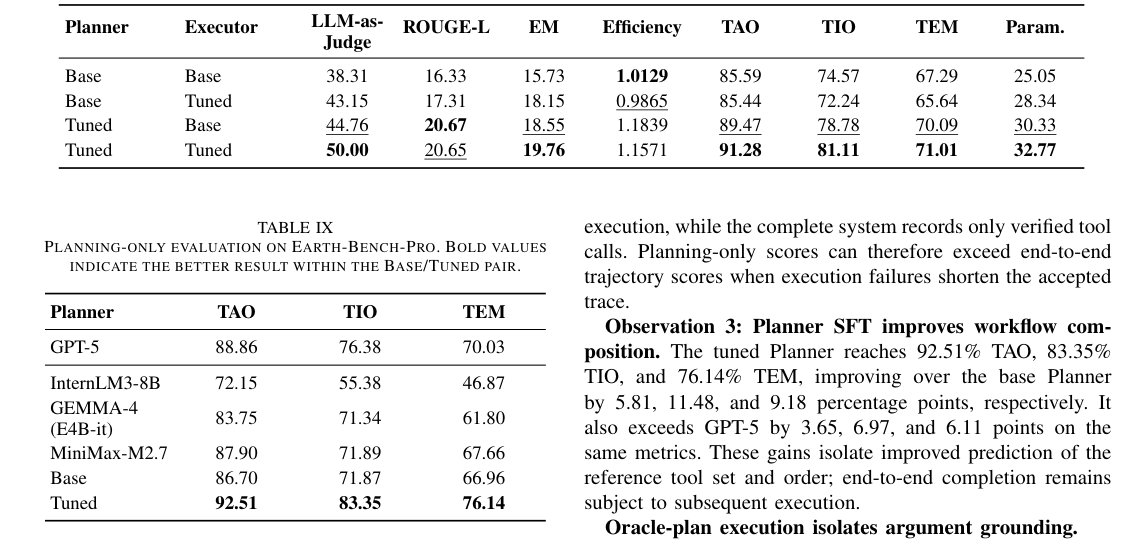 Planner Executor LLM-as-Judge ROUGE-L EM Efficiency TAO TIO TEM Param.
Base Base 38.31 16.33 15.73 1.0129 85.59 74.57 67.29 25.05
Base Tuned 43.15 17.31 18.15 0.9865 85.44 72.24 65.64 28.34
Tuned Base 44.76 20.67 18.55 1.1839 89.47 78.78 70.09 30.33
Tuned Tuned 50.00 20.65 19.76 1.1571 91.28 81.11 71.01 32.77
TABLE IX
PLANNING-ONLY EVALUATION ON EARTH-BENCH-PRO. BOLD VALUES
INDICATE THE BETTER RESULT WITHIN THE BASE/TUNED PAIR.
Planner TAO TIO TEM
GPT-5 88.86 76.38 70.03
InternLM3-8B 72.15 55.38 46.87
GEMMA-4 (E4B-it) 83.75 71.34 61.80
MiniMax-M2.7 87.90 71.89 67.66
Base 86.70 71.87 66.96
Tuned 92.51 83.35 76.14
execution, while the complete system records only verified tool
calls. Planning-only scores can therefore exceed end-to-end
trajectory scores when execution failures shorten the accepted
trace.
Observation 3: Planner SFT improves workflow com-
position. The tuned Planner reaches 92.51% TAO, 83.35%
TIO, and 76.14% TEM, improving over the base Planner
by 5.81, 11.48, and 9.18 percentage points, respectively. It
also exceeds GPT-5 by 3.65, 6.97, and 6.11 points on the
same metrics. These gains isolate improved prediction of the
reference tool set and order; end-to-end completion remains
subject to subsequent execution.
Oracle-plan execution isolates argument grounding.